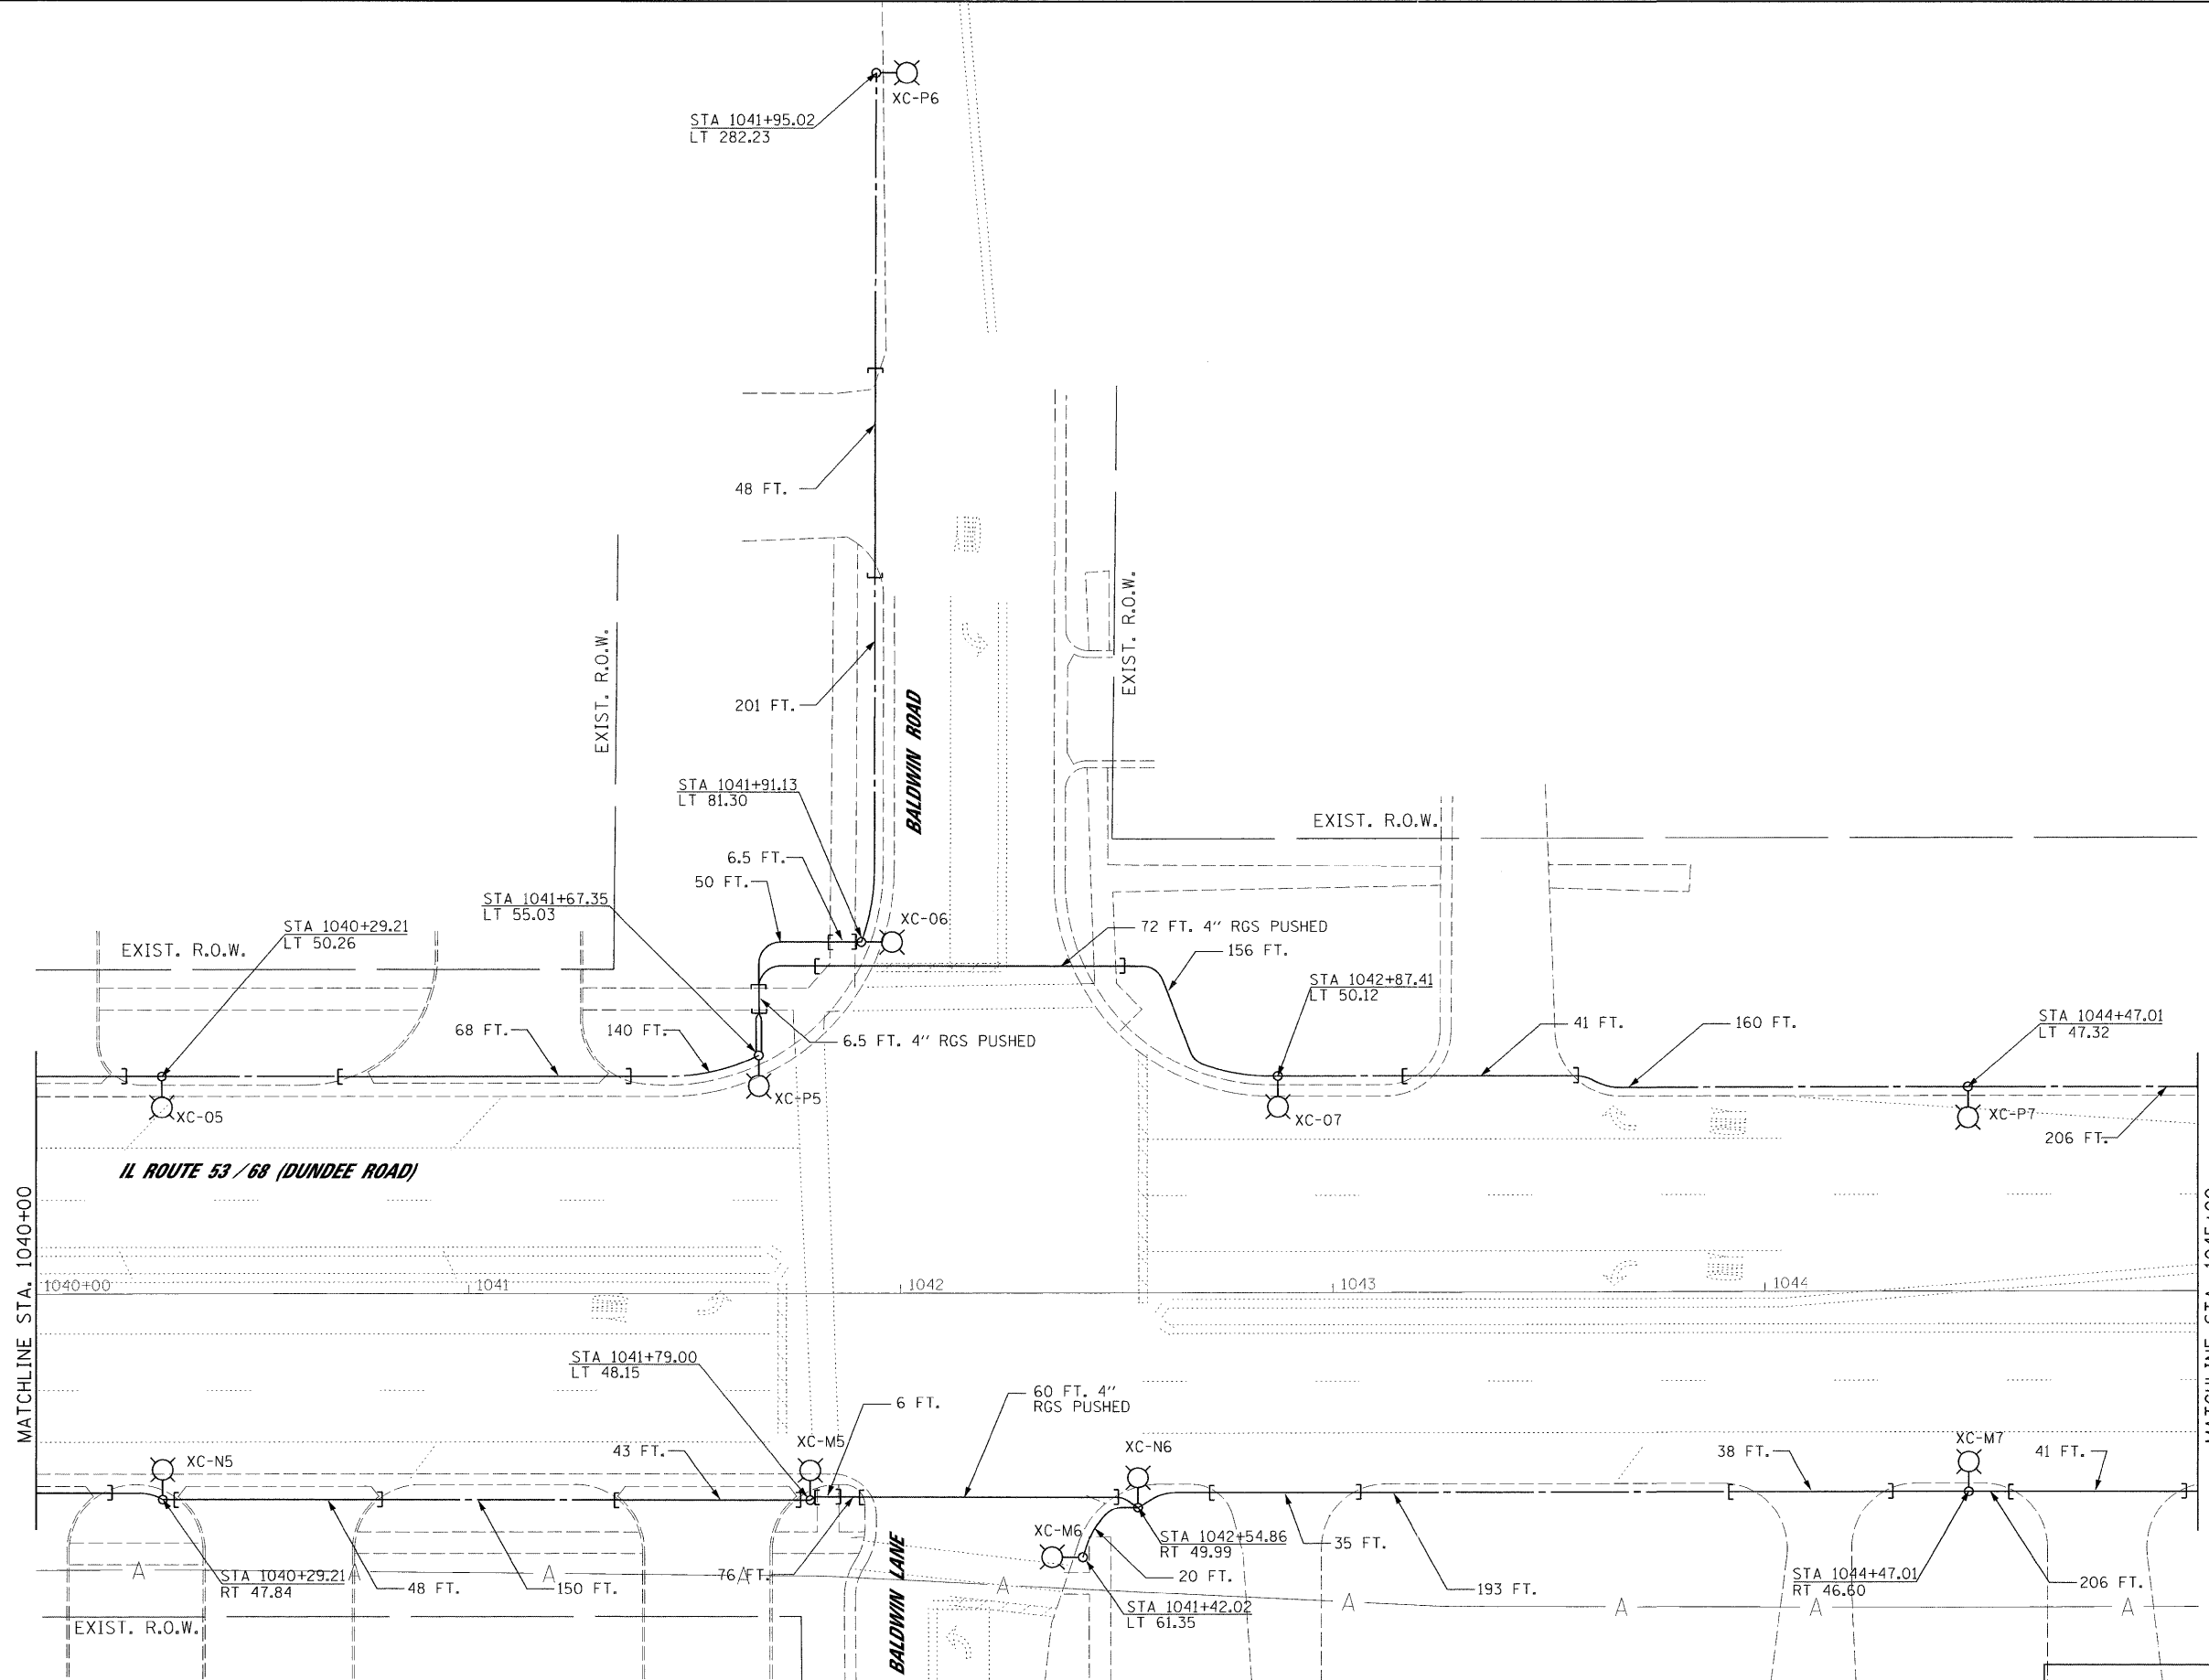 XC-P6
STA 1041+95.02
LT 282.23
48 FT.
EXIST. R.O.W.
EXIST. R.O.W.
201 FT.
BALDWIN ROAD
STA 1041+91.13
LT 81.30
EXIST. R.O.W.
6.5 FT.
50 FT.
STA 1041+67.35
LT 55.03
XC-06
STA 1040+29.21
LT 50.26
72 FT. 4" RGS PUSHED
EXIST. R.O.W.
156 FT.
STA 1042+87.41
LT 50.12
68 FT.
140 FT.
6.5 FT. 4" RGS PUSHED
41 FT.
160 FT.
STA 1044+47.01
LT 47.32
XC-05
XC-P5
XC-07
XC-P7
206 FT.
IL ROUTE 53/68 (DUNDEE ROAD)
MATCHLINE STA. 1040+00
MATCHLINE STA. 1045+00
1040+00
1041
1042
1043
1044
STA 1041+79.00
LT 48.15
6 FT.
60 FT. 4"
RGS PUSHED
XC-N5
43 FT.
XC-M5
XC-N6
38 FT.
XC-M7
41 FT.
XC-M6
STA 1042+54.86
RT 49.99
35 FT.
STA 1040+29.21
RT 47.84
48 FT.
150 FT.
76 FT.
20 FT.
193 FT.
STA 1044+47.01
RT 46.60
206 FT.
A
A
A
A
A
A
A
A
A
STA 1041+42.02
LT 61.35
EXIST. R.O.W.
BALDWIN LANE